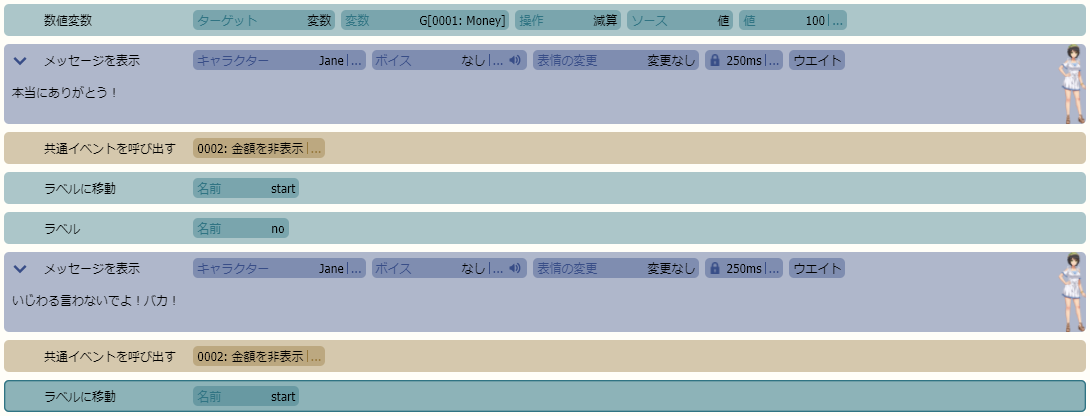 数値変数 ターゲット 変数 変数 G[0001: Money] 操作 減算 ソース 値 値 100|...
メッセージを表示 キャラクター Jane|... ボイス なし|... 表情の変更 変更なし 250ms|... ウエイト
本当にありがとう！
共通イベントを呼び出す 0002: 金額を非表示|...
ラベルに移動 名前 start
ラベル 名前 no
メッセージを表示 キャラクター Jane|... ボイス なし|... 表情の変更 変更なし 250ms|... ウエイト
いじわる言わないでよ！バカ！
共通イベントを呼び出す 0002: 金額を非表示|...
ラベルに移動 名前 start